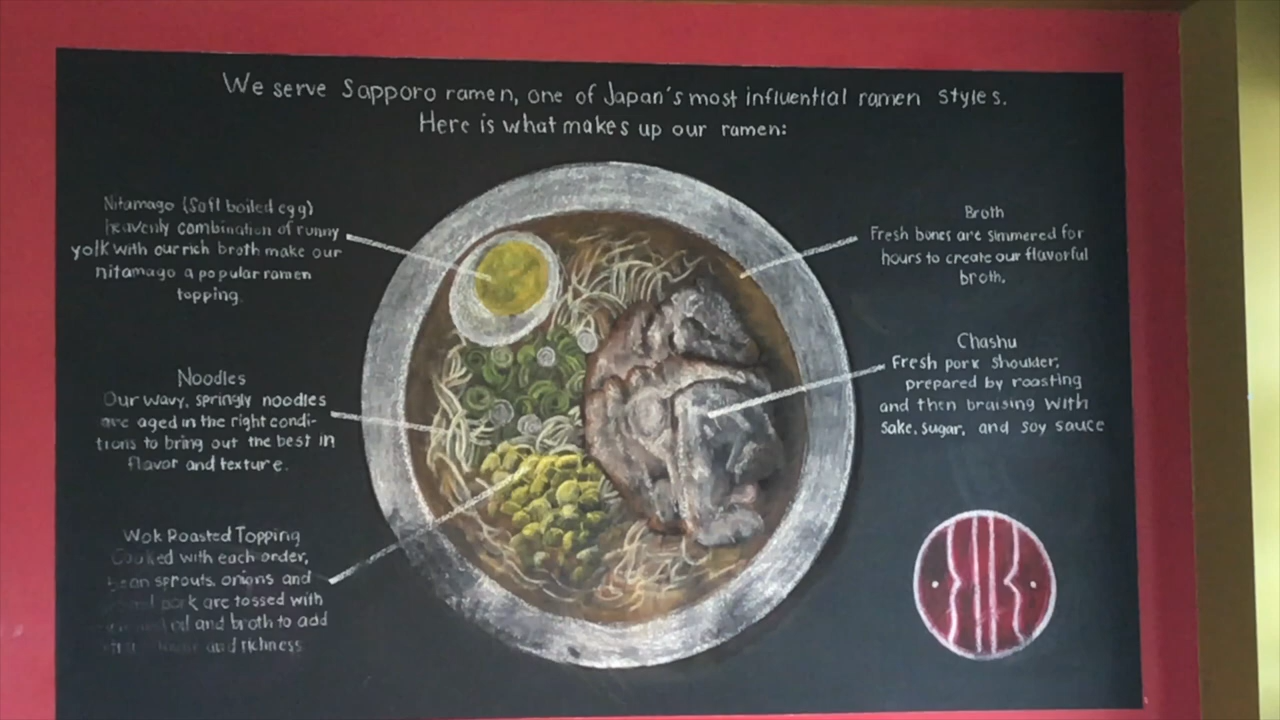 We serve Sapporo ramen, one of Japan's most influential ramen styles.
Here is what makes up our ramen:
Nitamago (Soft boiled egg)
heavenly combination of runny
yolk with our rich broth make our
nitamago a popular ramen
topping.
Noodles
Our wavy, springly noodles
are aged in the right condi-
tions to bring out the best in
flavor and texture.
Wok Roasted Topping
Cooked with each order,
bean sprouts, onions and
pork are tossed with
oil and broth to add
and richness
Broth
Fresh bones are simmered for
hours to create our flavorful
broth.
Chashu
Fresh pork shoulder,
prepared by roasting
and then braising with
sake, sugar, and soy sauce